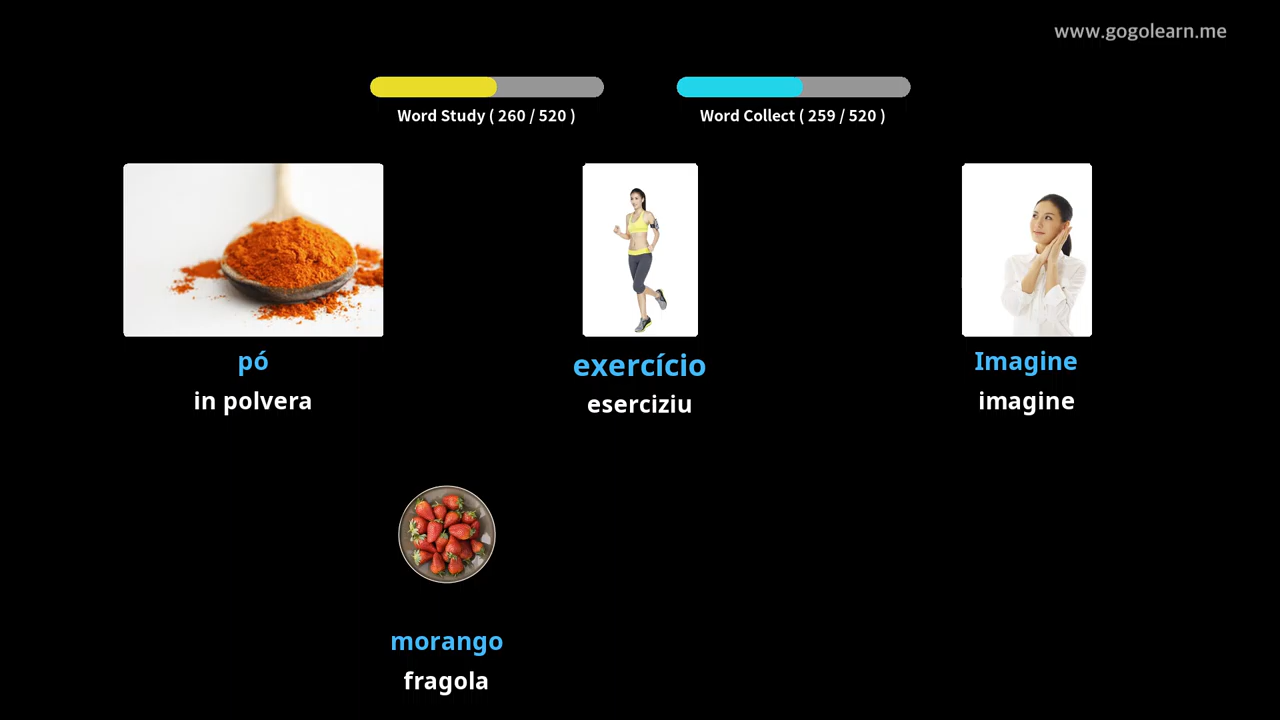 www.gogolearn.me
Word Study ( 260 / 520 )
Word Collect ( 259 / 520 )
pó
in polvera
exercício
eserciziu
Imagine
imagine
morango
fragola